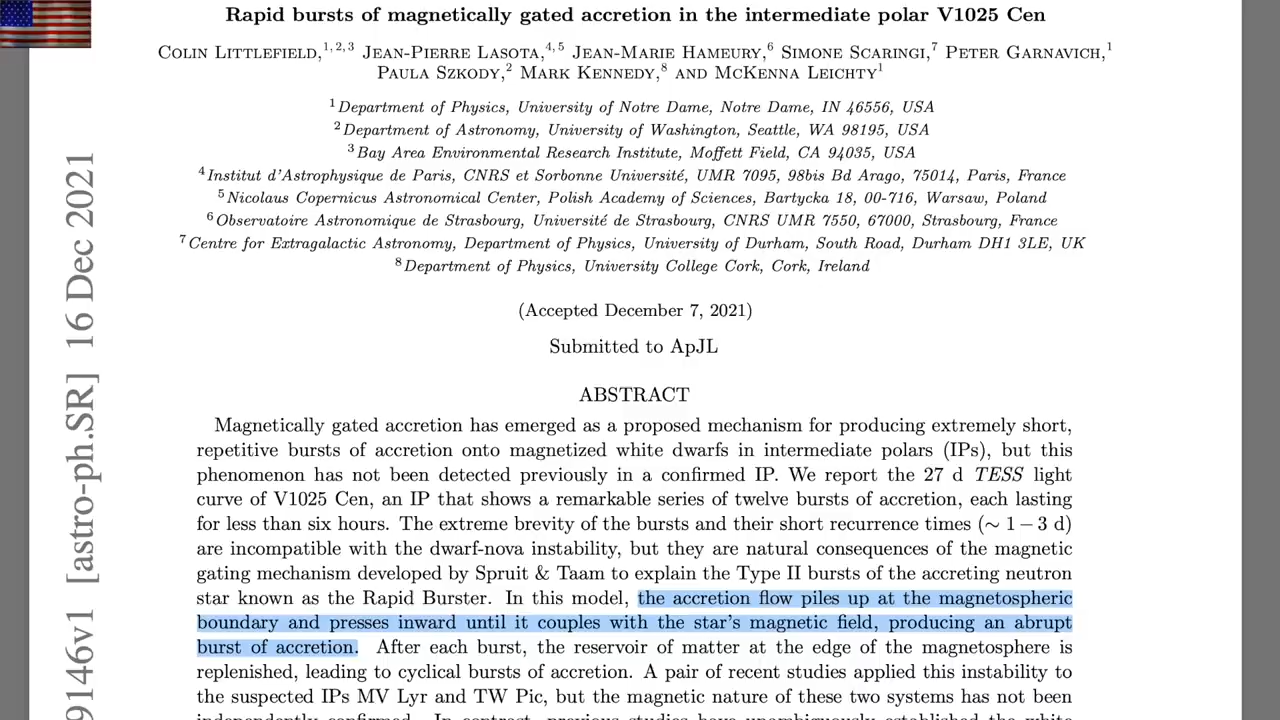 Rapid bursts of magnetically gated accretion in the intermediate polar V1025 Cen
Colin Littlefield,1, 2, 3 Jean-Pierre Lasota,4, 5 Jean-Marie Hameury,6 Simone Scaringi,7 Peter Garnavich,1
Paula Szkody,2 Mark Kennedy,8 and McKenna Leichty1
1Department of Physics, University of Notre Dame, Notre Dame, IN 46556, USA
2Department of Astronomy, University of Washington, Seattle, WA 98195, USA
3Bay Area Environmental Research Institute, Moffett Field, CA 94035, USA
4Institut d'Astrophysique de Paris, CNRS et Sorbonne Université, UMR 7095, 98bis Bd Arago, 75014, Paris, France
5Nicolaus Copernicus Astronomical Center, Polish Academy of Sciences, Bartycka 18, 00-716, Warsaw, Poland
6Observatoire Astronomique de Strasbourg, Université de Strasbourg, CNRS UMR 7550, 67000, Strasbourg, France
7Centre for Extragalactic Astronomy, Department of Physics, University of Durham, South Road, Durham DH1 3LE, UK
8Department of Physics, University College Cork, Cork, Ireland
(Accepted December 7, 2021)
Submitted to ApJL
ABSTRACT
Magnetically gated accretion has emerged as a proposed mechanism for producing extremely short,
repetitive bursts of accretion onto magnetized white dwarfs in intermediate polars (IPs), but this
phenomenon has not been detected previously in a confirmed IP. We report the 27 d TESS light
curve of V1025 Cen, an IP that shows a remarkable series of twelve bursts of accretion, each lasting
for less than six hours. The extreme brevity of the bursts and their short recurrence times (∼ 1 − 3 d)
are incompatible with the dwarf-nova instability, but they are natural consequences of the magnetic
gating mechanism developed by Spruit & Taam to explain the Type II bursts of the accreting neutron
star known as the Rapid Burster. In this model, the accretion flow piles up at the magnetospheric
boundary and presses inward until it couples with the star's magnetic field, producing an abrupt
burst of accretion. After each burst, the reservoir of matter at the edge of the magnetosphere is
replenished, leading to cyclical bursts of accretion. A pair of recent studies applied this instability to
the suspected IPs MV Lyr and TW Pic, but the magnetic nature of these two systems has not been
independently confirmed. In contrast, previous studies have unambiguously established the white
9146v1 [astro-ph.SR] 16 Dec 2021